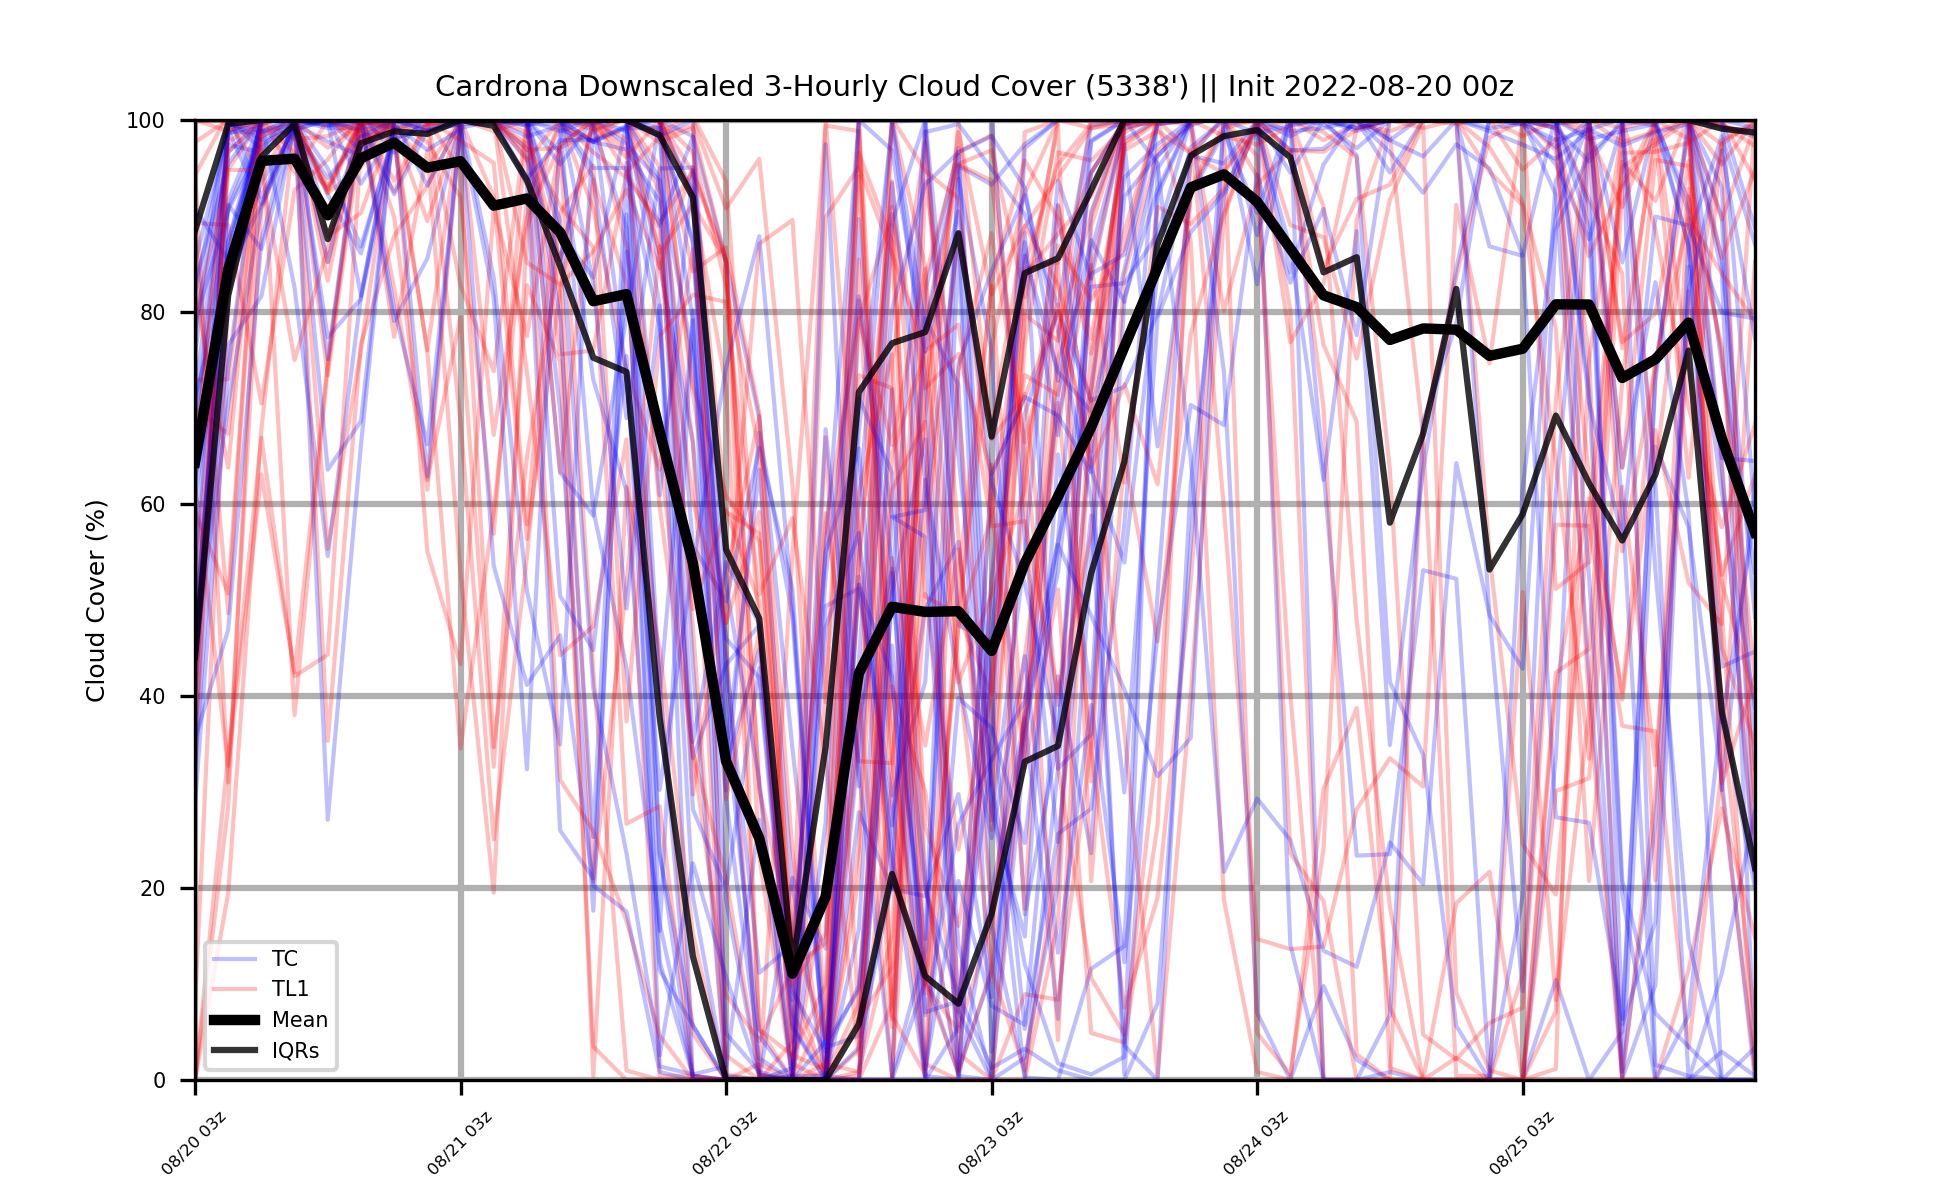 Cardrona Downscaled 3-Hourly Cloud Cover (5338') || Init 2022-08-20 00z
Cloud Cover (%)
100
80
60
40
20
0
TC
TL1
Mean
IQRs
08/20 03z
08/21 03z
08/22 03z
08/23 03z
08/24 03z
08/25 03z